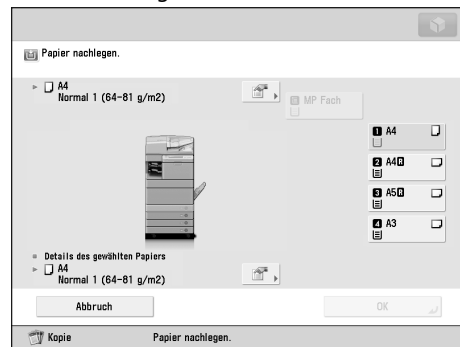 Papier nachlegen.
A4
Normal 1 (64-81 g/m2)
MP Fach
1 A4
2 A4R
3 A5R
4 A3
Details des gewählten Papiers
A4
Normal 1 (64-81 g/m2)
Abbruch
OK
Kopie
Papier nachlegen.